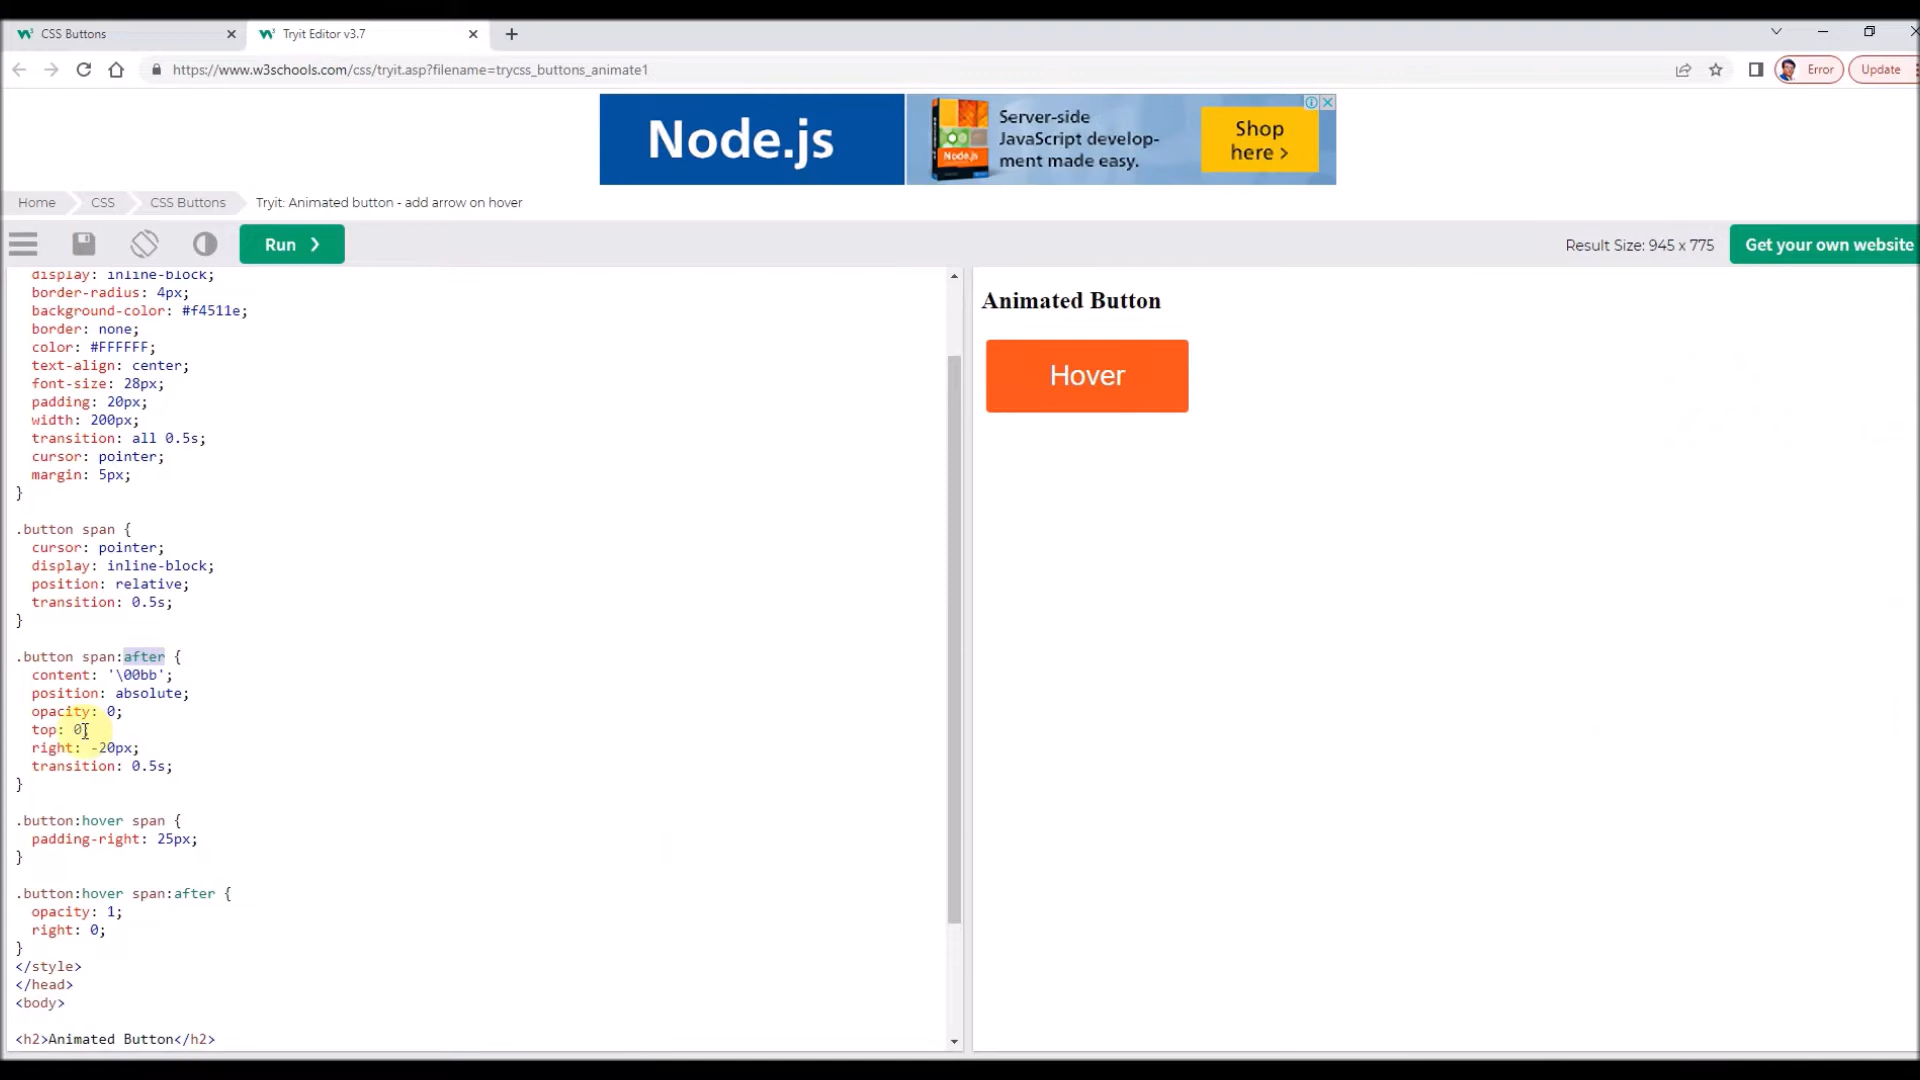 CSS Buttons
Tryit Editor v3.7
https://www.w3schools.com/css/tryit.asp?filename=trycss_buttons_animate1
Error
Update
Node.js
Node.js
Server-side
JavaScript develop-
ment made easy.
Shop
here >
Home
CSS
CSS Buttons
Tryit: Animated button - add arrow on hover
Run ❯
Result Size: 945 x 775
Get your own website
display: inline-block;
border-radius: 4px;
background-color: #f4511e;
border: none;
color: #FFFFFF;
text-align: center;
font-size: 28px;
padding: 20px;
width: 200px;
transition: all 0.5s;
cursor: pointer;
margin: 5px;
}
.button span {
cursor: pointer;
display: inline-block;
position: relative;
transition: 0.5s;
}
.button span:after {
content: '\00bb';
position: absolute;
opacity: 0;
top: 0;
right: -20px;
transition: 0.5s;
}
.button:hover span {
padding-right: 25px;
}
.button:hover span:after {
opacity: 1;
right: 0;
}
</style>
</head>
<body>
<h2>Animated Button</h2>
Animated Button
Hover